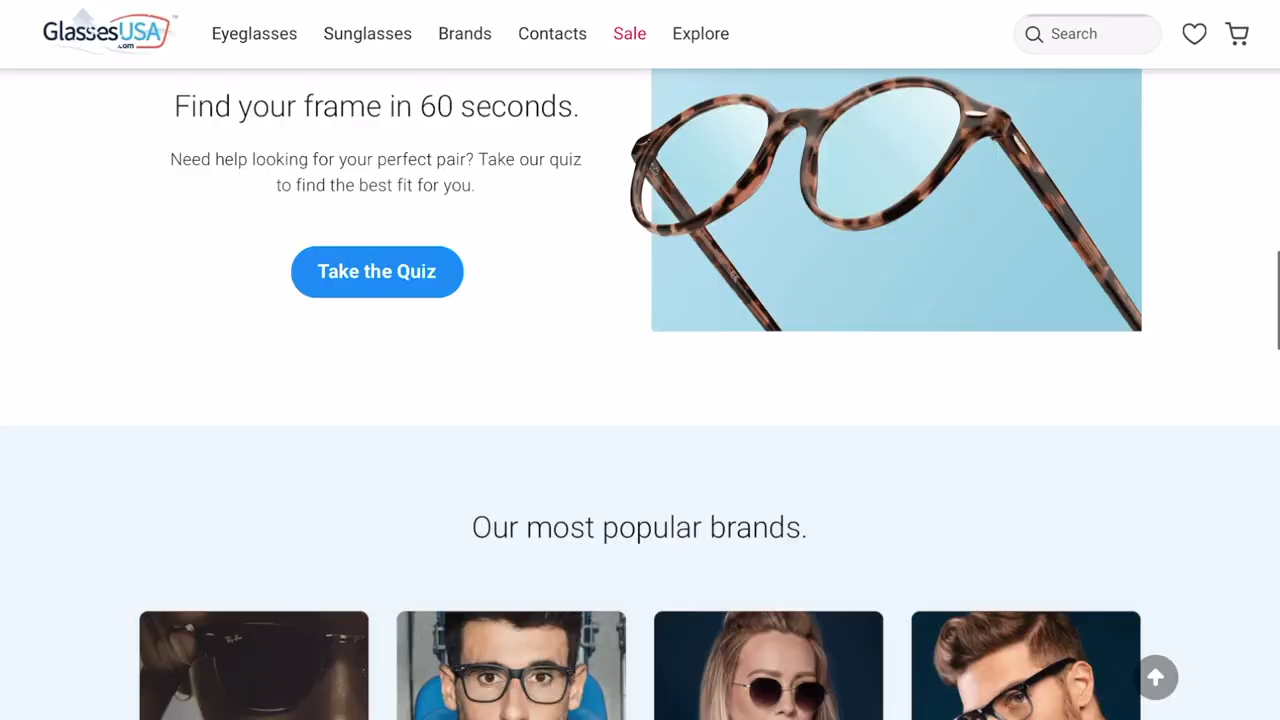 GlassesUSA
.com
Eyeglasses
Sunglasses
Brands
Contacts
Sale
Explore
Search
Find your frame in 60 seconds.
Need help looking for your perfect pair? Take our quiz
to find the best fit for you.
Take the Quiz
Our most popular brands.
Ray-Ban